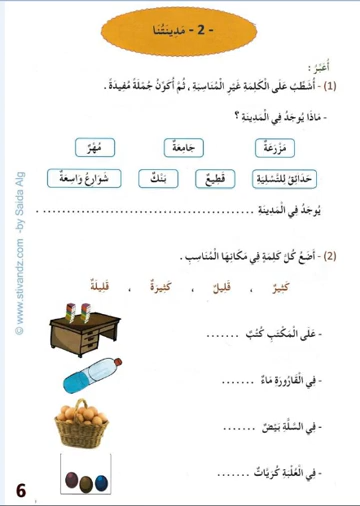 - 2 - مَدِينَتُنَا
أُعَبِّرُ :
(1) - أُشَطِّبُ عَلَى الْكَلِمَةِ غَيْرِ الْمُنَاسِبَةِ ، ثُمَّ أُكَوِّنُ جُمْلَةً مُفِيدَةً .
- مَاذَا يُوجَدُ فِي الْمَدِينَةِ ؟
مَزْرَعَةٌ جَامِعَةٌ مُهْرٌ
حَدَائِقُ لِلتَّسْلِيَةِ قَطِيعٌ بَنْكٌ شَوَارِعُ وَاسِعَةٌ
يُوجَدُ فِي الْمَدِينَةِ ............................................
(2) - أَضَعُ كُلَّ كَلِمَةٍ فِي مَكَانِهَا الْمُنَاسِبِ .
كَثِيرٌ ، قَلِيلٌ ، كَثِيرَةٌ ، قَلِيلَةٌ
- عَلَى الْمَكْتَبِ كُتُبٌ .......
- فِي الْقَارُورَةِ مَاءٌ .......
- فِي السَّلَّةِ بَيْضٌ .......
- فِي الْعُلْبَةِ كُرَيَّاتٌ .......
6
© www.stivandz.com -by Saida Alg